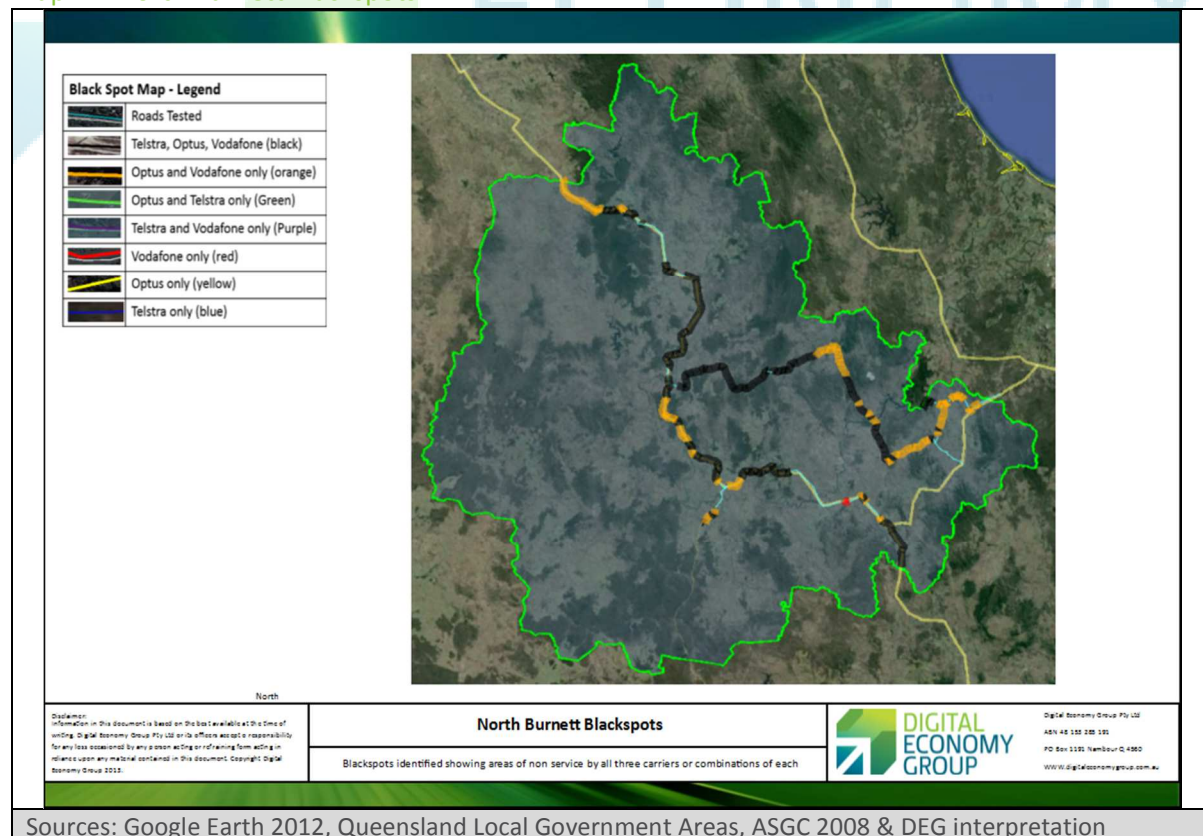 Black Spot Map - Legend
Roads Tested
Telstra, Optus, Vodafone (black)
Optus and Vodafone only (orange)
Optus and Telstra only (Green)
Telstra and Vodafone only (Purple)
Vodafone only (red)
Optus only (yellow)
Telstra only (blue)
North
Disclaimer:
Information in this document is based on the best available at the time of
writing. Digital Economy Group Pty Ltd or its officers accept no responsibility
for any loss occasioned by any person acting or refraining form acting in
reliance upon any material contained in this document. Copyright Digital
Economy Group 2013.
North Burnett Blackspots
Blackspots identified showing areas of non service by all three carriers or combinations of each
DIGITAL
ECONOMY
GROUP
Digital Economy Group Pty Ltd
PO Box 1191 Nambour Q 4560
WWW.digitaleconomygroup.com.au
Sources: Google Earth 2012, Queensland Local Government Areas, ASGC 2008 & DEG interpretation